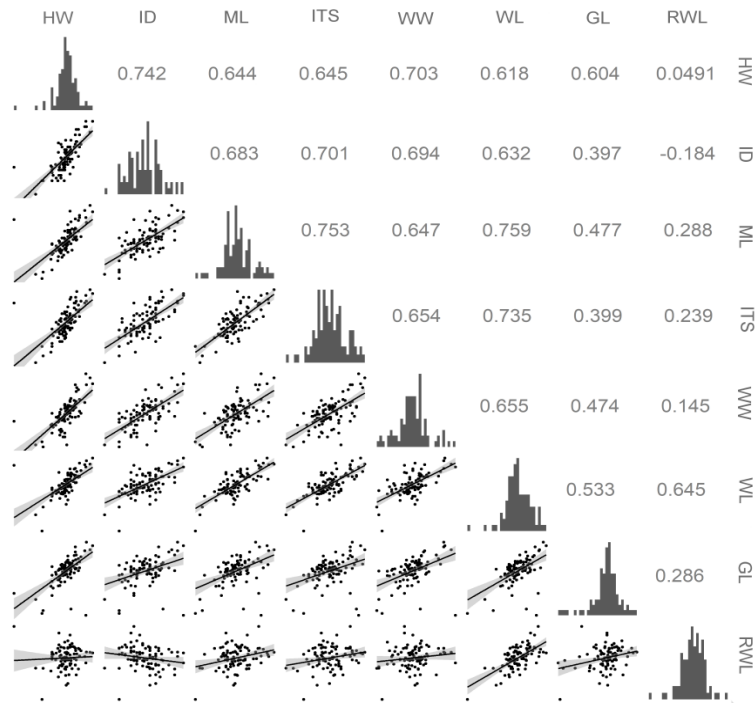 HW ID ML ITS WW WL GL RWL
0.742 0.644 0.645 0.703 0.618 0.604 0.0491 HW
0.683 0.701 0.694 0.632 0.397 -0.184 ID
0.753 0.647 0.759 0.477 0.288 ML
0.654 0.735 0.399 0.239 ITS
0.655 0.474 0.145 WW
0.533 0.645 WL
0.286 GL
RWL